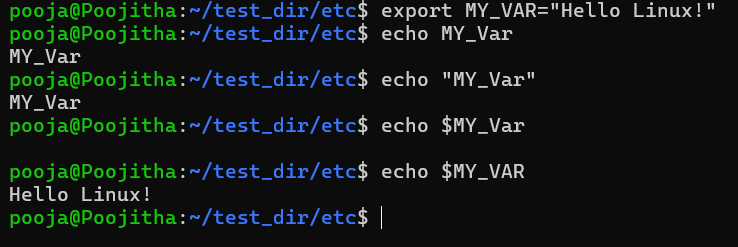 pooja@Poojitha:~/test_dir/etc$ export MY_VAR="Hello Linux!"
pooja@Poojitha:~/test_dir/etc$ echo MY_Var
MY_Var
pooja@Poojitha:~/test_dir/etc$ echo "MY_Var"
MY_Var
pooja@Poojitha:~/test_dir/etc$ echo $MY_Var

pooja@Poojitha:~/test_dir/etc$ echo $MY_VAR
Hello Linux!
pooja@Poojitha:~/test_dir/etc$